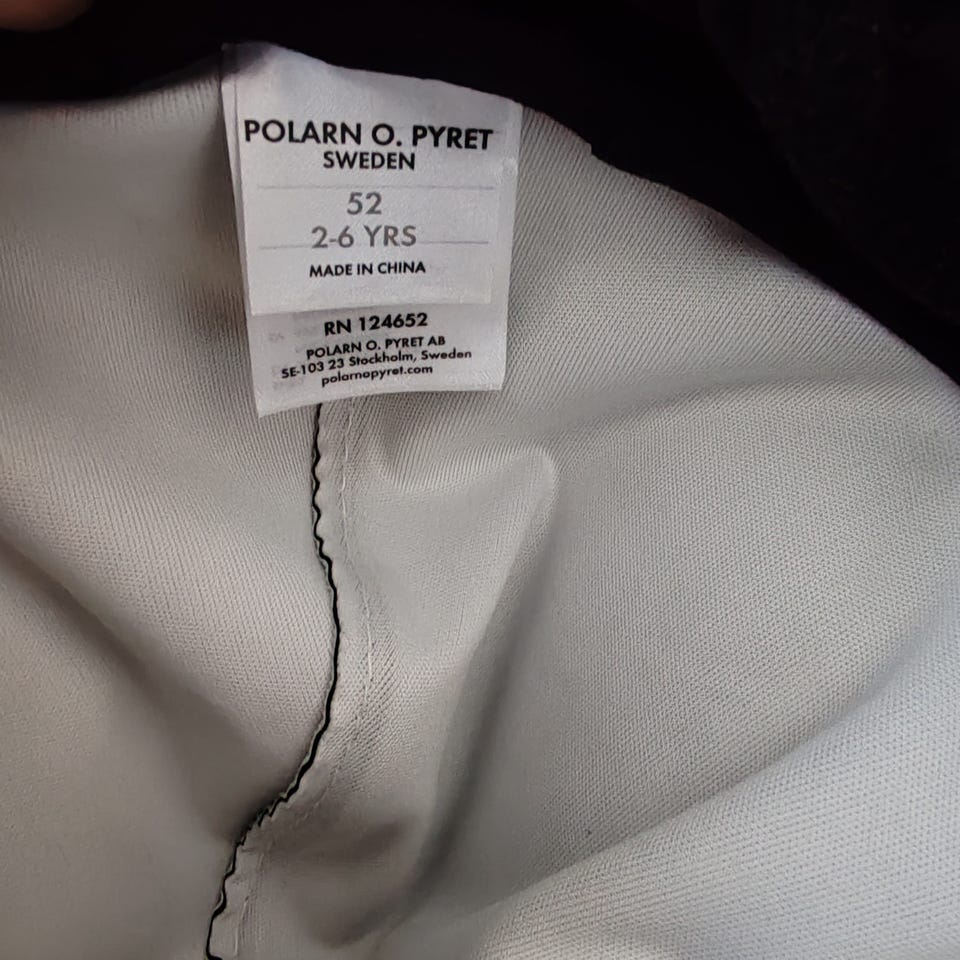 POLARN O. PYRET
SWEDEN
52
2-6 YRS
MADE IN CHINA
RN 124652
POLARN O. PYRET AB
SE-103 23 Stockholm, Sweden
polarnopyret.com